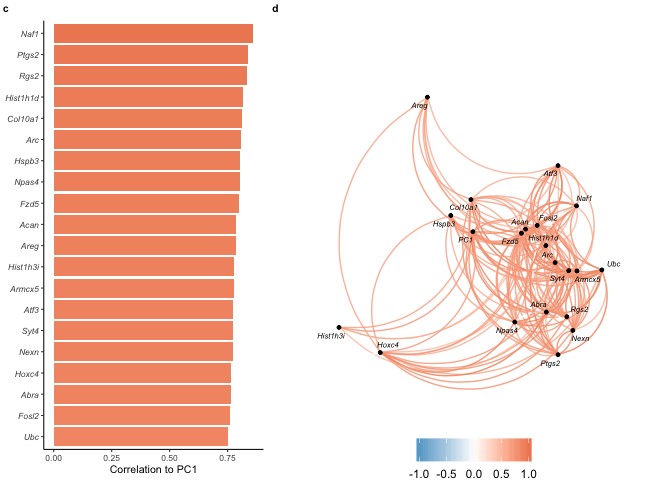 c
Naf1
Ptgs2
Rgs2
Hist1h1d
Col10a1
Arc
Hspb3
Npas4
Fzd5
Acan
Areg
Hist1h3i
Armcx5
Atf3
Syt4
Nexn
Hoxc4
Abra
Fosl2
Ubc
0.00 0.25 0.50 0.75
Correlation to PC1
d
Areg
Atf3
Naf1
Col10a1
Hspb3
Acan
Fosl2
PC1
Fzd5
Hist1h1d
Arc
Ubc
Syt4
Armcx5
Abra
Rgs2
Npas4
Nexn
Hist1h3i
Hoxc4
Ptgs2
-1.0 -0.5 0.0 0.5 1.0